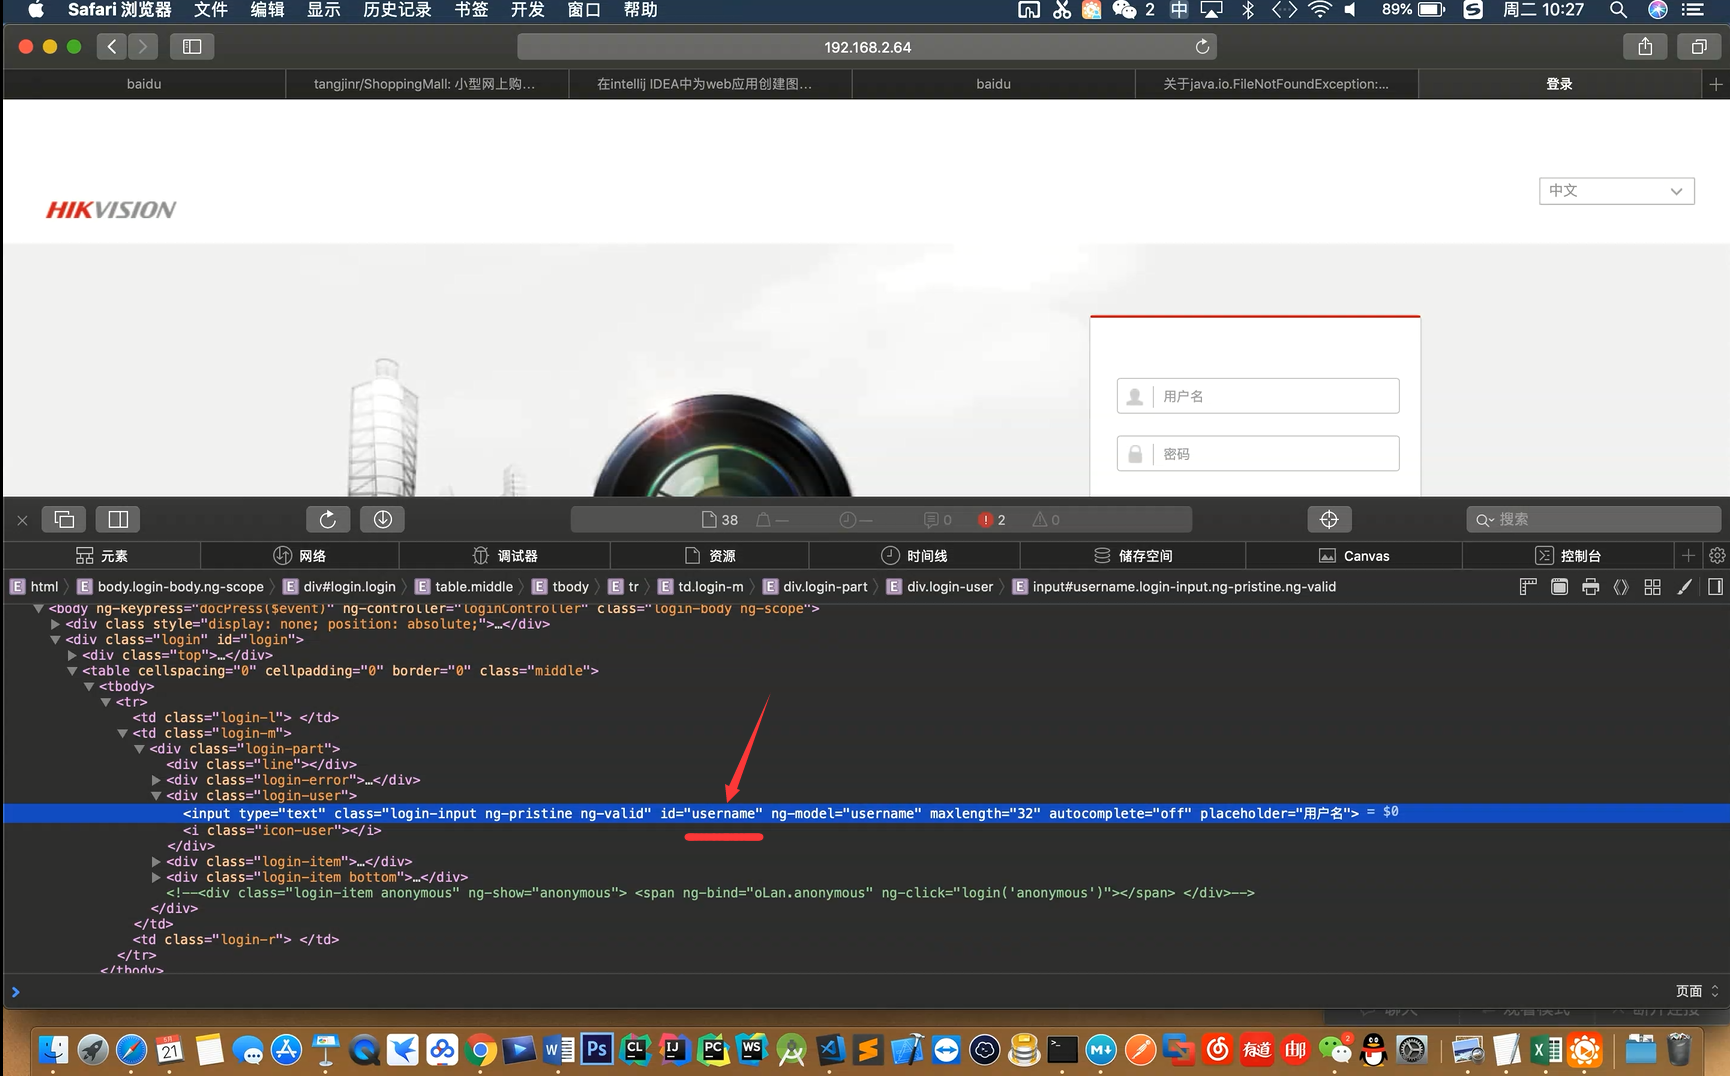 Safari 浏览器 文件 编辑 显示 历史记录 书签 开发 窗口 帮助 2 中 89% 周二 10:27
192.168.2.64
baidu tangjinr/ShoppingMall: 小型网上购... 在intellij IDEA中为web应用创建图... baidu 关于java.io.FileNotFoundException:... 登录
中文
HIKVISION
用户名
密码
38 — — 0 2 0 搜索
元素 网络 调试器 资源 时间线 储存空间 Canvas 控制台
E html E body.login-body.ng-scope E div#login.login E table.middle E tbody E tr E td.login-m E div.login-part E div.login-user E input#username.login-input.ng-pristine.ng-valid
<body ng-keypress="docPress($event)" ng-controller="loginController" class="login-body ng-scope">
<div class style="display: none; position: absolute;">…</div>
<div class="login" id="login">
<div class="top">…</div>
<table cellspacing="0" cellpadding="0" border="0" class="middle">
<tbody>
<tr>
<td class="login-l"> </td>
<td class="login-m">
<div class="login-part">
<div class="line"></div>
<div class="login-error">…</div>
<div class="login-user">
<input type="text" class="login-input ng-pristine ng-valid" id="username" ng-model="username" maxlength="32" autocomplete="off" placeholder="用户名"> = $0
<i class="icon-user"></i>
</div>
<div class="login-item">…</div>
<div class="login-item bottom">…</div>
<!--<div class="login-item anonymous" ng-show="anonymous"> <span ng-bind="oLan.anonymous" ng-click="login('anonymous')"></span> </div>-->
</div>
</td>
<td class="login-r"> </td>
</tr>
</tbody>
页面
21 W Ps CL IJ PC WS M 有道 邮 2 X